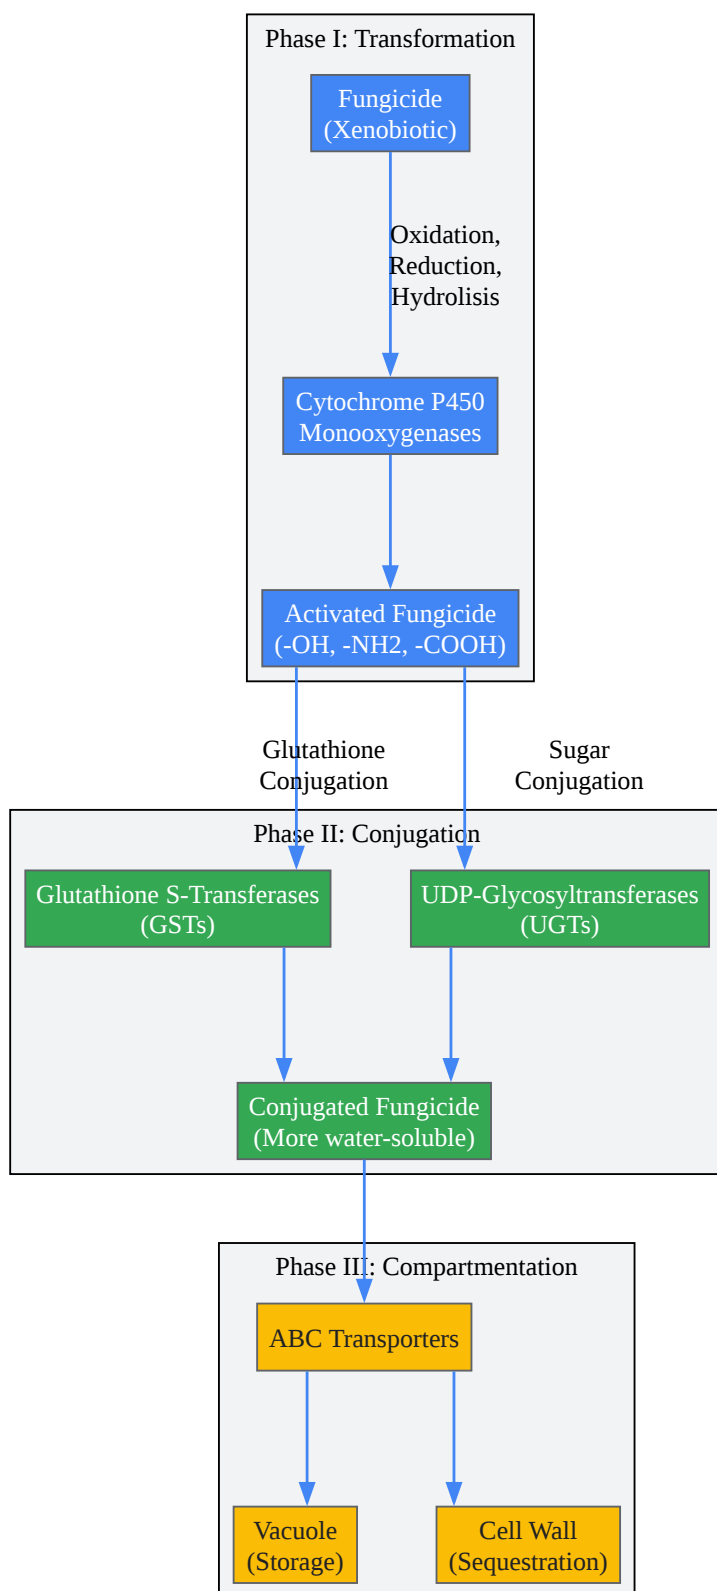 Phase I: Transformation
Fungicide
(Xenobiotic)
Oxidation,
Reduction,
Hydrolisis
Cytochrome P450
Monooxygenases
Activated Fungicide
(-OH, -NH2, -COOH)
Glutathione
Conjugation
Sugar
Conjugation
Phase II: Conjugation
Glutathione S-Transferases
(GSTs)
UDP-Glycosyltransferases
(UGTs)
Conjugated Fungicide
(More water-soluble)
Phase III: Compartmentation
ABC Transporters
Vacuole
(Storage)
Cell Wall
(Sequestration)